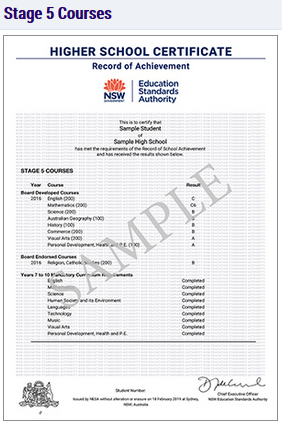 Stage 5 Courses
HIGHER SCHOOL CERTIFICATE
Record of Achievement
NSW
GOVERNMENT
Education
Standards
Authority
This is to certify that
Sample Student
of
Sample High School
has met the requirements of the Record of School Achievement
and has received the results shown below.
STAGE 5 COURSES
Year Course Result
Board Developed Courses
2016 English (200) C
Mathematics (200) C6
Science (200) B
Australian Geography (100) C
History (100) B
Commerce (200) B
Visual Arts (200) A
Personal Development, Health and P.E. (100) A
Board Endorsed Courses
2016 Religion, Catholic Studies (200) B
Years 7 to 10 Mandatory Curriculum Requirements
English Completed
Completed
Science Completed
Human Society and its Environment Completed
Languages Completed
Technology Completed
Music Completed
Visual Arts Completed
Personal Development, Health and P.E. Completed
SAMPLE
Student Number:
Issued by NESA without alteration or erasure on 18 February 2019 at Sydney,
NSW, Australia.
Chief Executive Officer
NSW Education Standards Authority